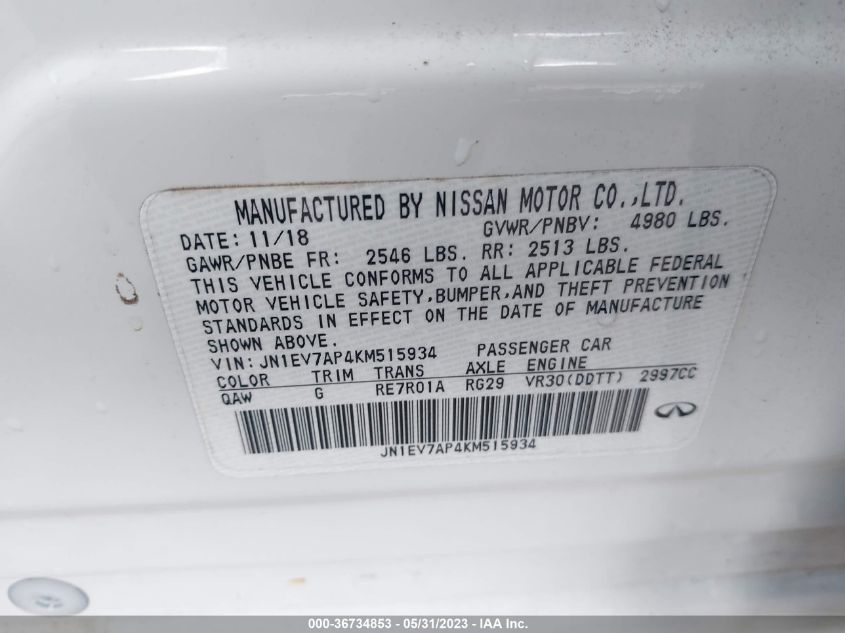 MANUFACTURED BY NISSAN MOTOR CO.,LTD.
DATE: 11/18 GVWR/PNBV: 4980 LBS.
GAWR/PNBE FR: 2546 LBS. RR: 2513 LBS.
THIS VEHICLE CONFORMS TO ALL APPLICABLE FEDERAL
MOTOR VEHICLE SAFETY,BUMPER,AND THEFT PREVENTION
STANDARDS IN EFFECT ON THE DATE OF MANUFACTURE
SHOWN ABOVE.
VIN: JN1EV7AP4KM515934 PASSENGER CAR
COLOR TRIM TRANS AXLE ENGINE
QAW G RE7R01A RG29 VR30(DDTT) 2997CC
JN1EV7AP4KM515934
000-36734853 - 05/31/2023 - IAA Inc.